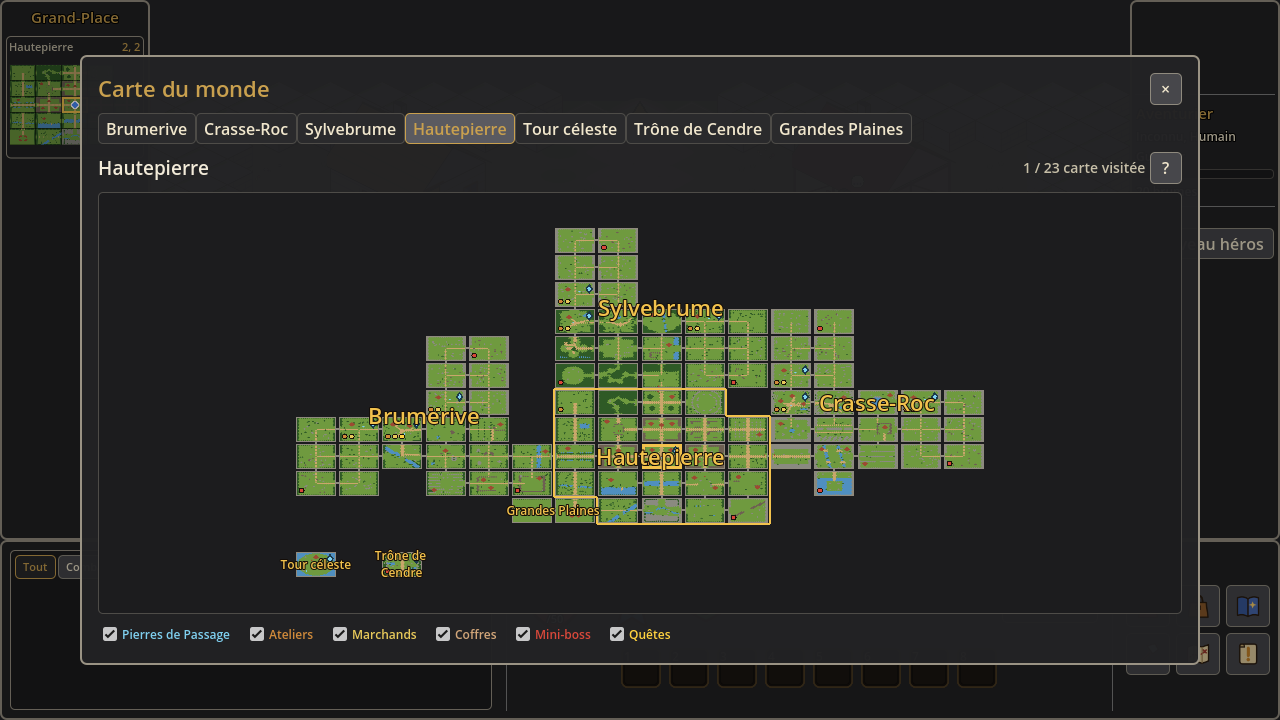 Grand-Place
Hautepierre 2, 2
Carte du monde
×
Brumerive Crasse-Roc Sylvebrume Hautepierre Tour céleste Trône de Cendre Grandes Plaines
Hautepierre
1 / 23 carte visitée
?
Sylvebrume
Crasse-Roc
Brumerive
Hautepierre
Grandes Plaines
Tour céleste
Trône de
Cendre
Pierres de Passage Ateliers Marchands Coffres Mini-boss Quêtes
Tout